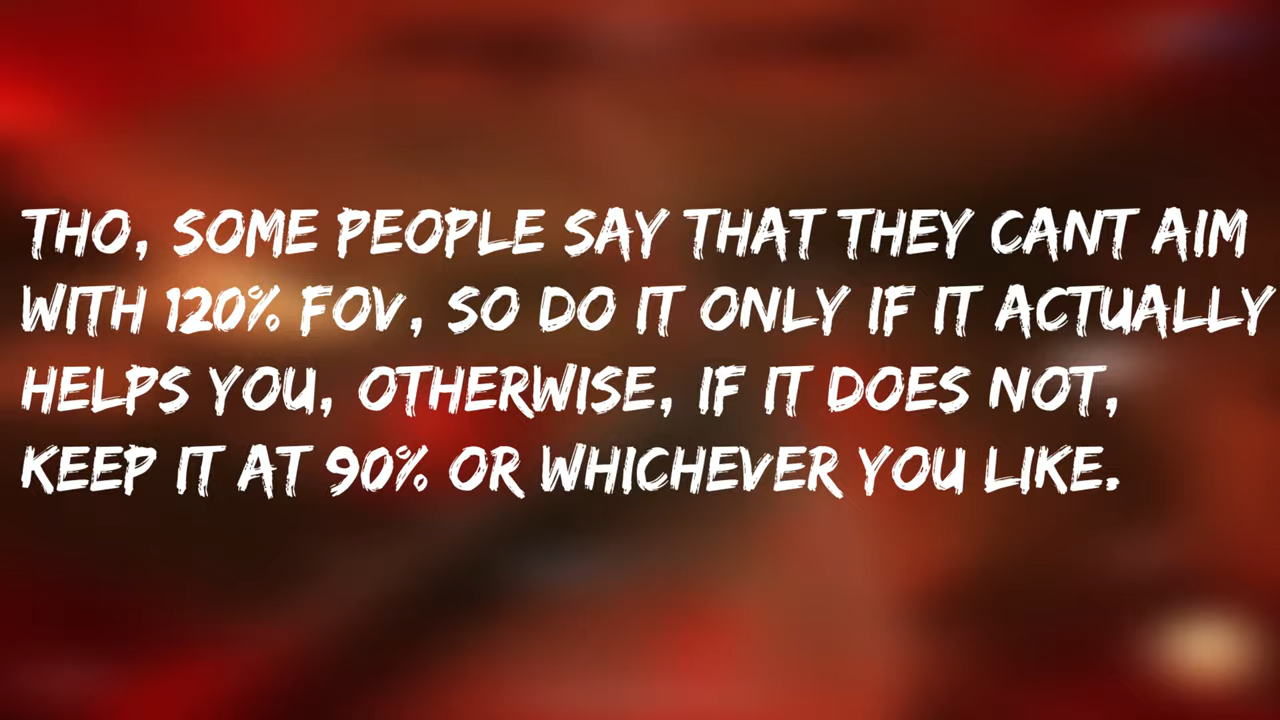 THO, SOME PEOPLE SAY THAT THEY CANT AIM
WITH 120% FOV, SO DO IT ONLY IF IT ACTUALLY
HELPS YOU, OTHERWISE, IF IT DOES NOT,
KEEP IT AT 90% OR WHICHEVER YOU LIKE.